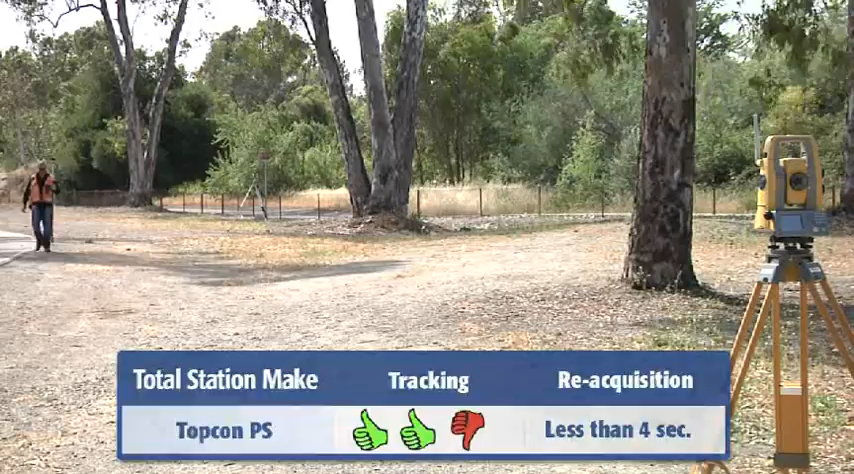 Total Station Make Tracking Re-acquisition
Topcon PS Less than 4 sec.